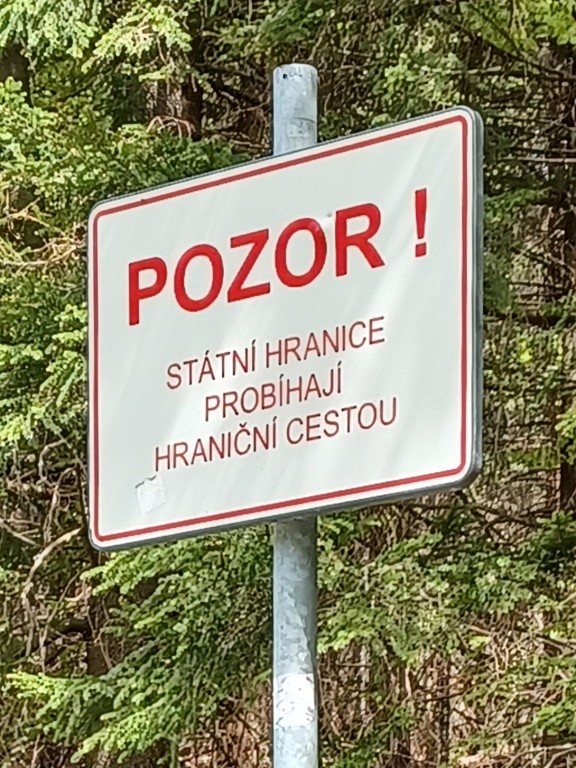 POZOR !
STÁTNÍ HRANICE
PROBÍHAJÍ
HRANIČNÍ CESTOU